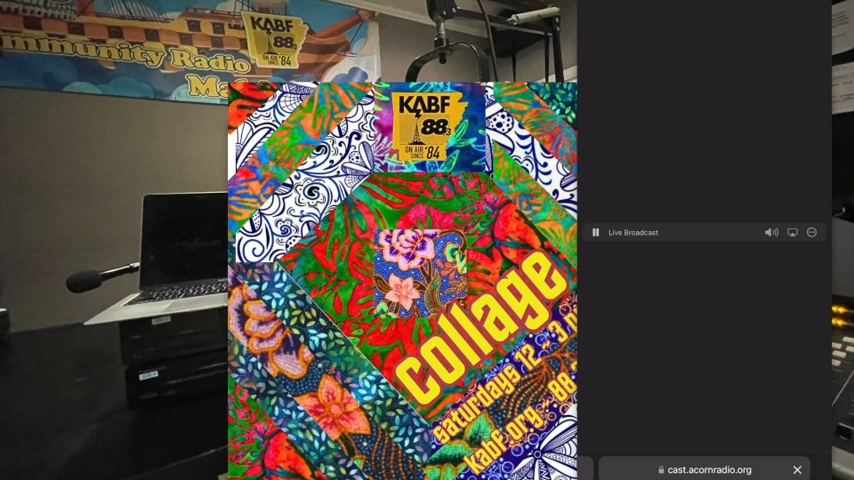 KABF
88.3
ON AIR
SINCE '84
Community Radio
KABF
88.3
ON AIR
SINCE '84
Live Broadcast
Collage
Saturdays 12 - 3
Kabf.org - 88
cast.acornradio.org